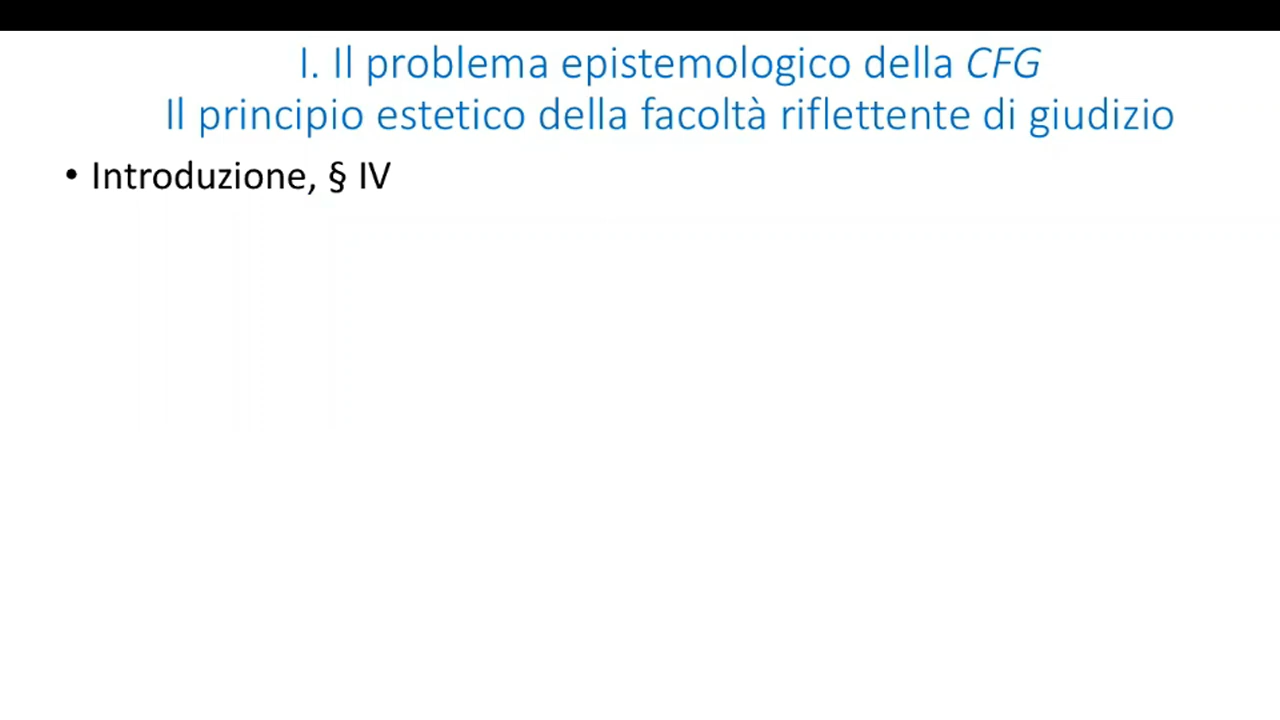 I. Il problema epistemologico della CFG
Il principio estetico della facoltà riflettente di giudizio
• Introduzione, § IV